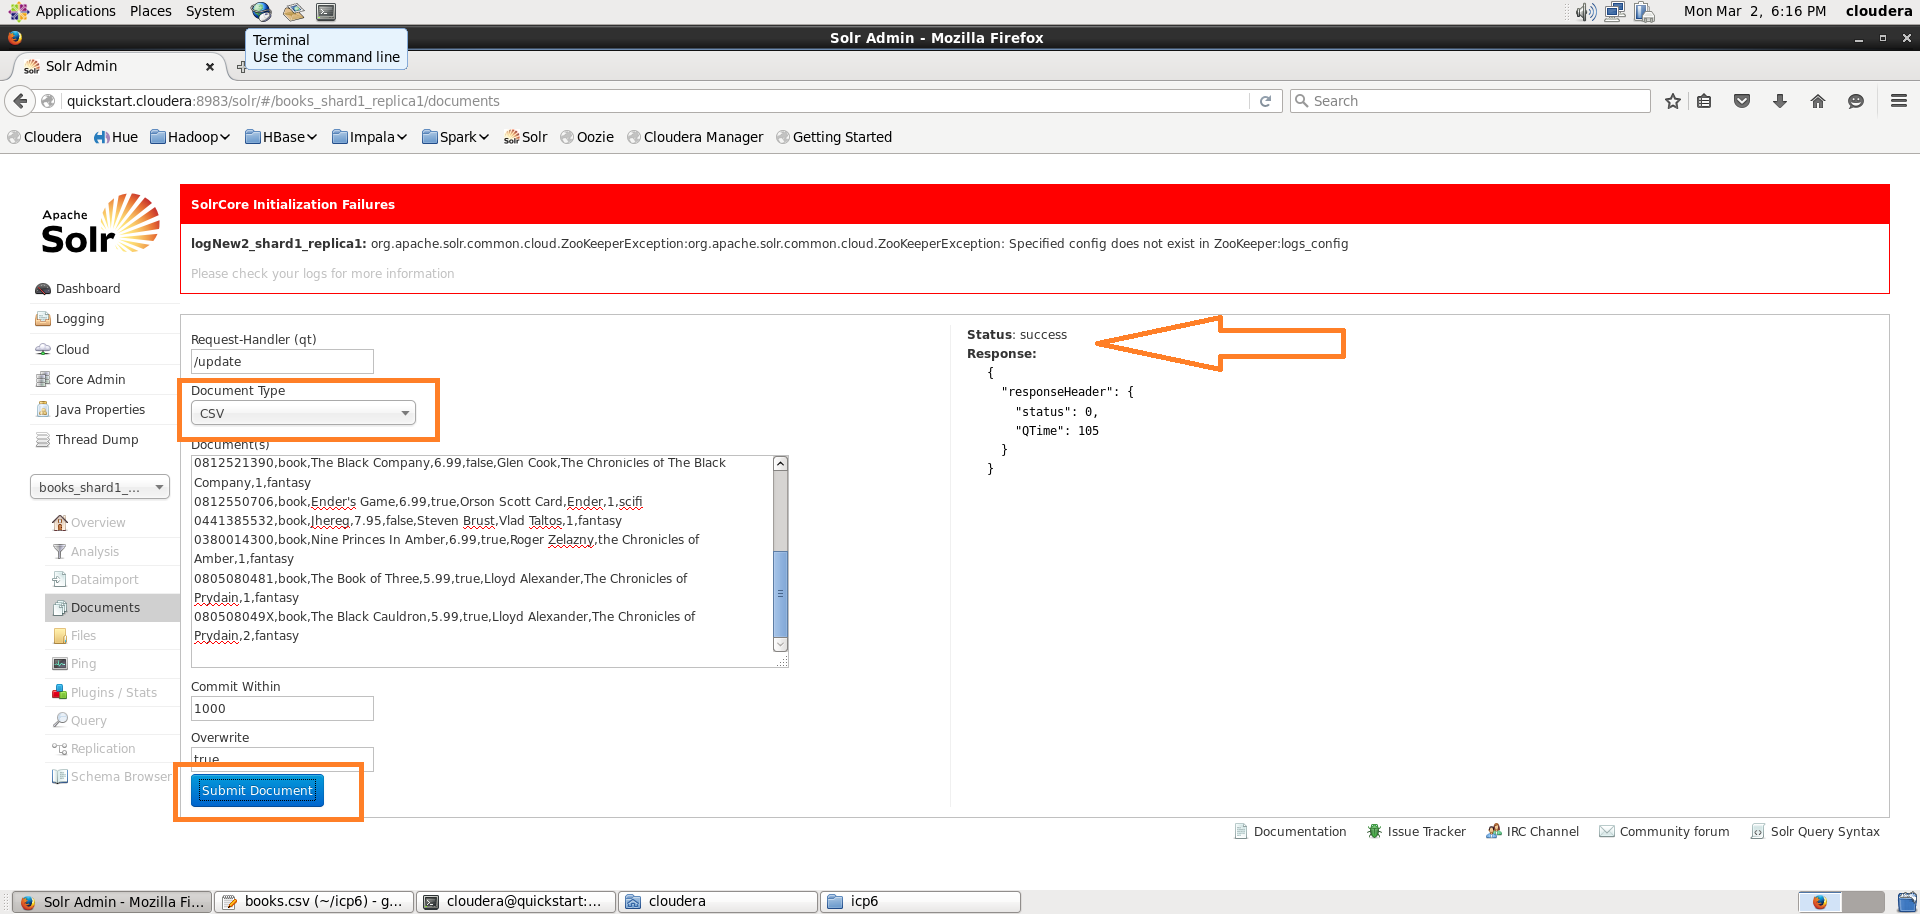 Applications Places System
Mon Mar 2, 6:16 PM cloudera
Terminal
Use the command line
Solr Admin - Mozilla Firefox
Solr Admin
quickstart.cloudera:8983/solr/#/books_shard1_replica1/documents
Search
Cloudera Hue Hadoop HBase Impala Spark Solr Oozie Cloudera Manager Getting Started
Apache
Solr
SolrCore Initialization Failures
logNew2_shard1_replica1: org.apache.solr.common.cloud.ZooKeeperException:org.apache.solr.common.cloud.ZooKeeperException: Specified config does not exist in ZooKeeper:logs_config
Please check your logs for more information
Dashboard
Logging
Cloud
Core Admin
Java Properties
Thread Dump
books_shard1_...
Overview
Analysis
Dataimport
Documents
Files
Ping
Plugins / Stats
Query
Replication
Schema Browser
Request-Handler (qt)
/update
Document Type
CSV
Document(s)
0812521390,book,The Black Company,6.99,false,Glen Cook,The Chronicles of The Black
Company,1,fantasy
0812550706,book,Ender's Game,6.99,true,Orson Scott Card,Ender,1,scifi
0441385532,book,Jhereg,7.95,false,Steven Brust,Vlad Taltos,1,fantasy
0380014300,book,Nine Princes In Amber,6.99,true,Roger Zelazny,the Chronicles of
Amber,1,fantasy
0805080481,book,The Book of Three,5.99,true,Lloyd Alexander,The Chronicles of
Prydain,1,fantasy
080508049X,book,The Black Cauldron,5.99,true,Lloyd Alexander,The Chronicles of
Prydain,2,fantasy
Commit Within
1000
Overwrite
true
Submit Document
Status: success
Response:
{
"responseHeader": {
"status": 0,
"QTime": 105
}
}
Documentation Issue Tracker IRC Channel Community forum Solr Query Syntax
Solr Admin - Mozilla Fi... books.csv (~/icp6) - g... cloudera@quickstart:... cloudera icp6